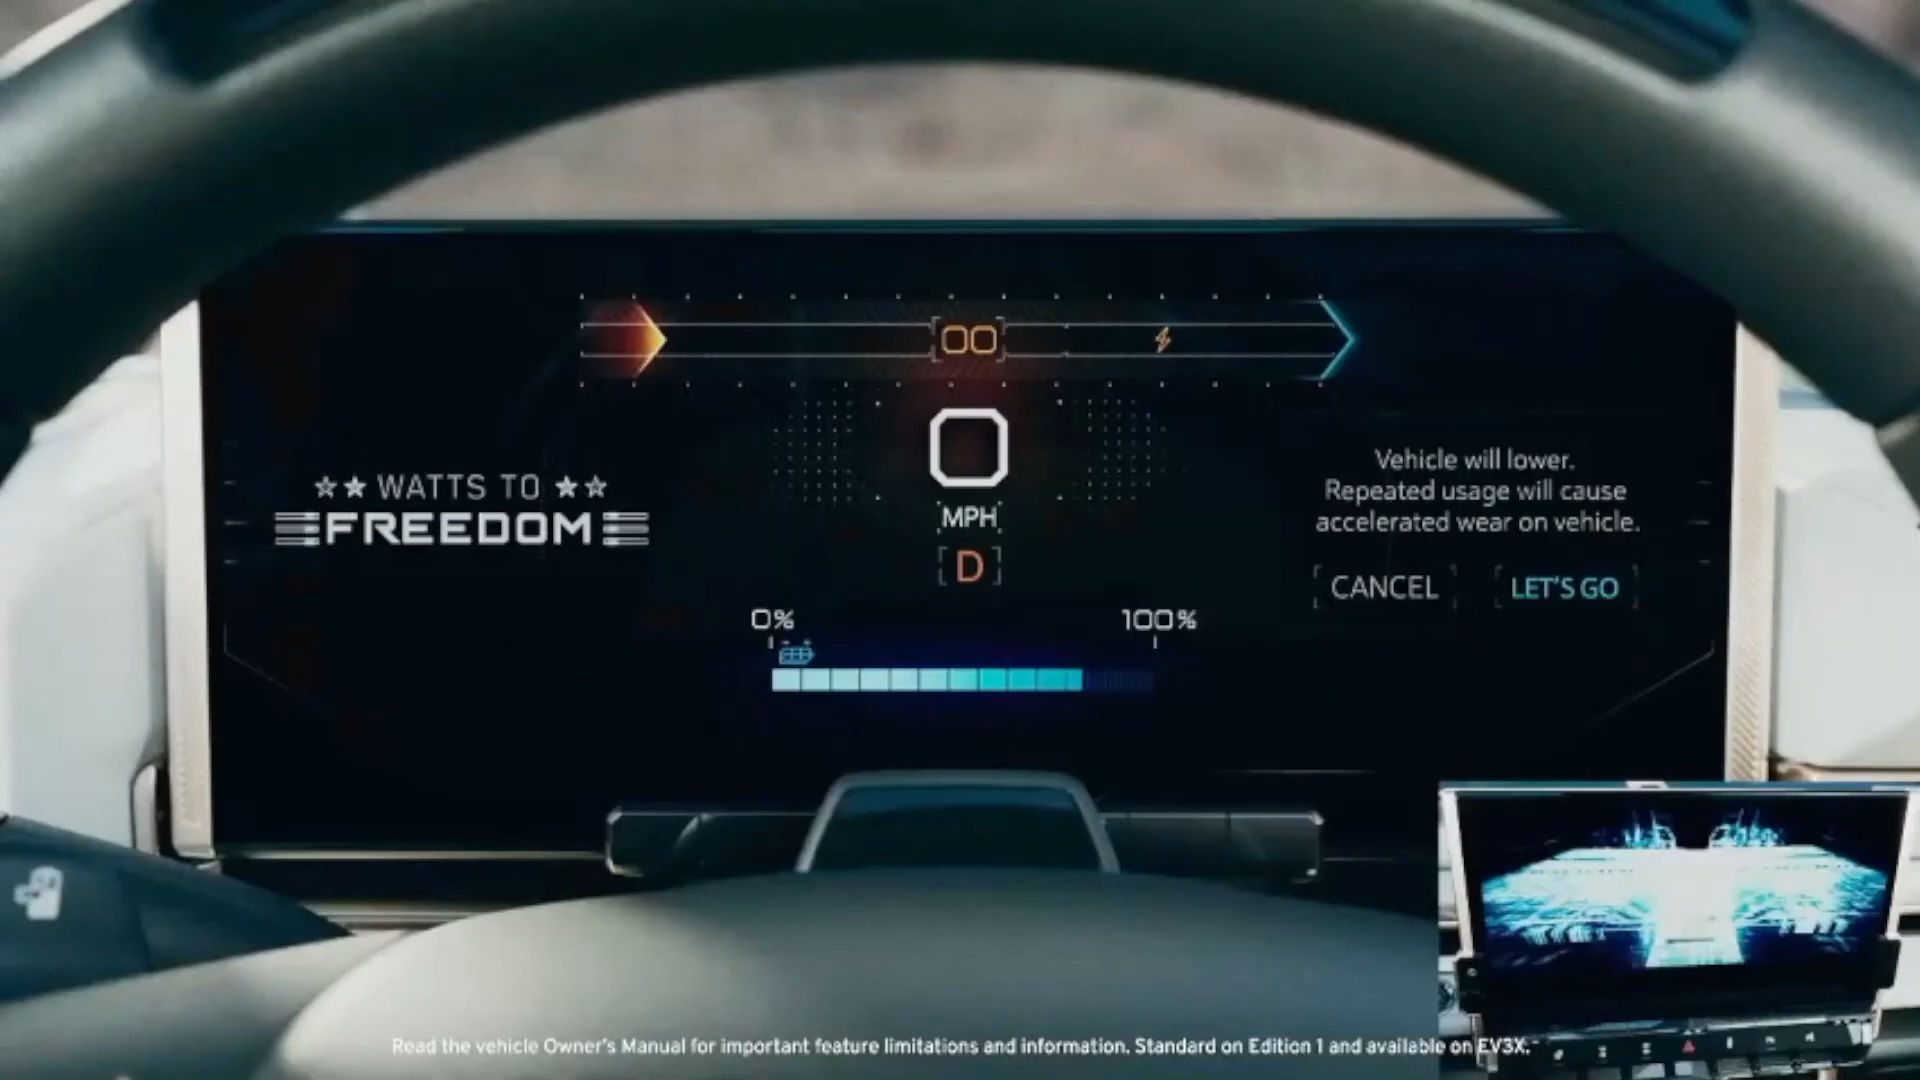 00
WATTS TO
FREEDOM
0
MPH
D
0%
100%
Vehicle will lower.
Repeated usage will cause
accelerated wear on vehicle.
CANCEL
LET'S GO
Read the vehicle Owner's Manual for important feature limitations and information. Standard on Edition 1 and available on EV3X.